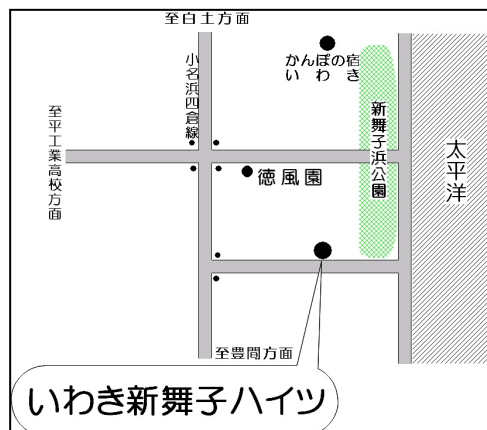 至白土方面
かんぽの宿
いわき
小名浜四倉線
至平工業高校方面
新舞子浜公園
太平洋
徳風園
至豊間方面
いわき新舞子ハイツ